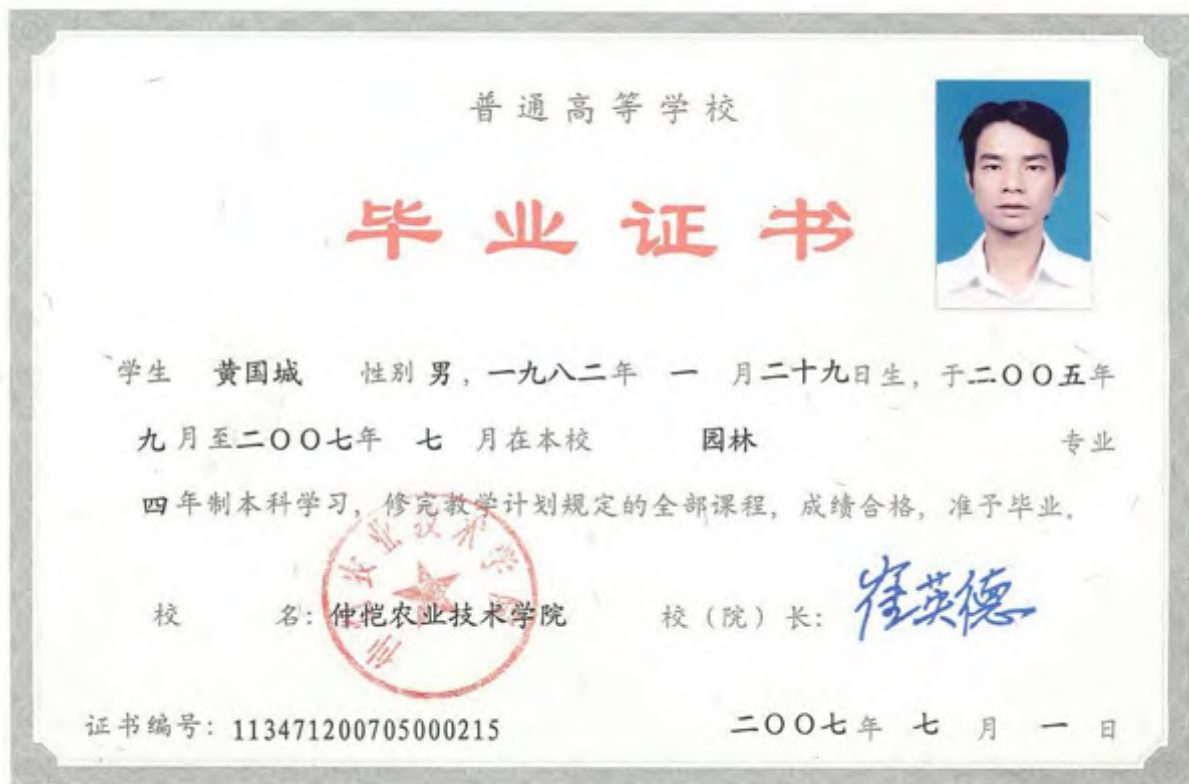 普通高等学校
毕业证书
学生 黄国城 性别 男，一九八二年 一 月二十九日生，于二〇〇五年
九月至二〇〇七年 七 月在本校 园林 专业
四年制本科学习，修完教学计划规定的全部课程，成绩合格，准予毕业。
校 名：仲恺农业技术学院 校（院）长：崔英德
证书编号：113471200705000215 二〇〇七年 七 月 一 日